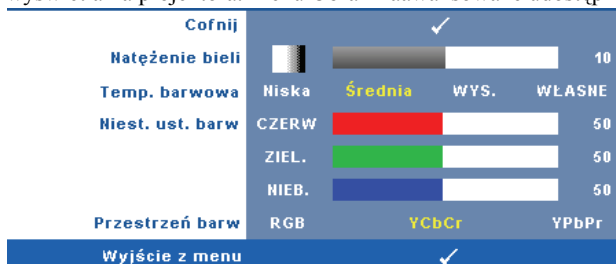 Cofnij
Natężenie bieli 10
Temp. barwowa Niska Średnia WYS. WŁASNE
Niest. ust. barw CZERW 50
ZIEL. 50
NIEB. 50
Przestrzeń barw RGB YCbCr YPbPr
Wyjście z menu